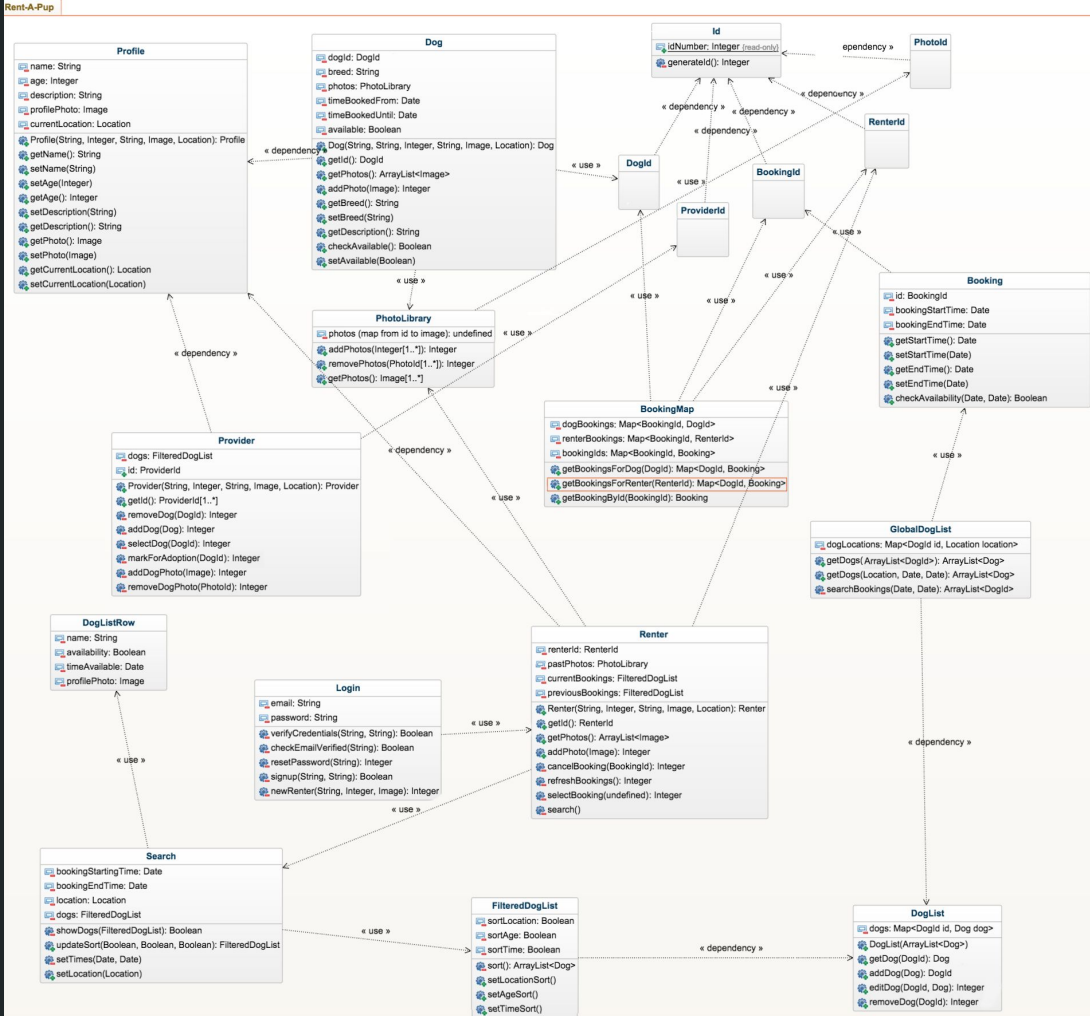 Rent-A-Pup
Profile
name: String
age: Integer
description: String
profilePhoto: Image
currentLocation: Location
Profile(String, Integer, String, Image, Location): Profile
getName(): String
setName(String)
setAge(Integer)
getAge(): Integer
setDescription(String)
getDescription(): String
getPhoto(): Image
setPhoto(Image)
getCurrentLocation(): Location
setCurrentLocation(Location)
« dependency
Dog
dogId: DogId
breed: String
photos: PhotoLibrary
timeBookedFrom: Date
timeBookedUntil: Date
available: Boolean
Dog(String, String, Integer, String, Image, Location): Dog
getId(): DogId
getPhotos(): ArrayList<Image>
addPhoto(Image): Integer
getBreed(): String
setBreed(String)
getDescription(): String
checkAvailable(): Boolean
setAvailable(Boolean)
Id
idNumber: Integer (read-only)
generateId(): Integer
ependency »
PhotoId
« dependency »
« dependency »
« dependency »
« dependency »
RenterId
« use »
DogId
BookingId
« use »
ProviderId
« use »
« use »
« use »
« use »
« use »
Booking
id: BookingId
bookingStartTime: Date
bookingEndTime: Date
getStartTime(): Date
setStartTime(Date)
getEndTime(): Date
setEndTime(Date)
checkAvailability(Date, Date): Boolean
PhotoLibrary
photos (map from id to image): undefined
addPhotos(Integer[1..*]): Integer
removePhotos(PhotoId[1..*]): Integer
getPhotos(): Image[1..*]
« use »
« dependency »
« use »
BookingMap
dogBookings: Map<BookingId, DogId>
renterBookings: Map<BookingId, RenterId>
bookingIds: Map<BookingId, Booking>
getBookingsForDog(DogId): Map<DogId, Booking>
getBookingsForRenter(RenterId): Map<DogId, Booking>
getBookingById(BookingId): Booking
Provider
dogs: FilteredDogList
id: ProviderId
Provider(String, Integer, String, Image, Location): Provider
getId(): ProviderId[1..*]
removeDog(DogId): Integer
addDog(Dog): Integer
selectDog(DogId): Integer
markForAdoption(DogId): Integer
addDogPhoto(Image): Integer
removeDogPhoto(PhotoId): Integer
« dependency »
« use »
« use »
GlobalDogList
dogLocations: Map<DogId id, Location location>
getDogs(ArrayList<DogId>): ArrayList<Dog>
getDogs(Location, Date, Date): ArrayList<Dog>
searchBookings(Date, Date): ArrayList<DogId>
DogListRow
name: String
availability: Boolean
timeAvailable: Date
profilePhoto: Image
Login
email: String
password: String
verifyCredentials(String, String): Boolean
checkEmailVerified(String): Boolean
resetPassword(String): Integer
signup(String, String): Boolean
newRenter(String, Integer, Image): Integer
« use »
Renter
renterId: RenterId
pastPhotos: PhotoLibrary
currentBookings: FilteredDogList
previousBookings: FilteredDogList
Renter(String, Integer, String, Image, Location): Renter
getId(): RenterId
getPhotos(): ArrayList<Image>
addPhoto(Image): Integer
cancelBooking(BookingId): Integer
refreshBookings(): Integer
selectBooking(undefined): Integer
search()
« dependency »
« use »
« use »
Search
bookingStartingTime: Date
bookingEndTime: Date
location: Location
dogs: FilteredDogList
showDogs(FilteredDogList): Boolean
updateSort(Boolean, Boolean, Boolean): FilteredDogList
setTimes(Date, Date)
setLocation(Location)
« use »
FilteredDogList
sortLocation: Boolean
sortAge: Boolean
sortTime: Boolean
sort(): ArrayList<Dog>
setLocationSort()
setAgeSort()
setTimeSort()
« dependency »
DogList
dogs: Map<DogId id, Dog dog>
DogList(ArrayList<Dog>)
getDog(DogId): Dog
addDog(Dog): DogId
editDog(DogId, Dog): Integer
removeDog(DogId): Integer